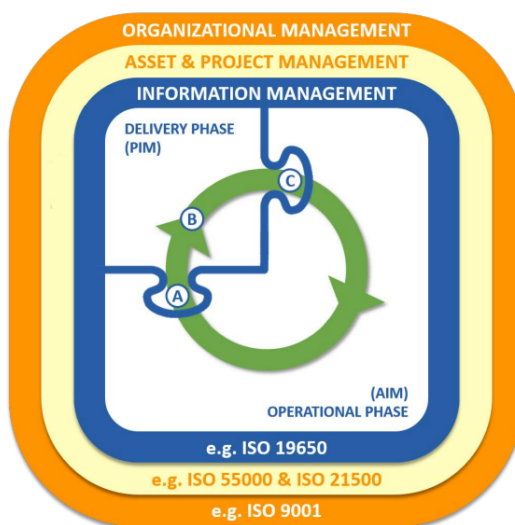 ORGANIZATIONAL MANAGEMENT
ASSET & PROJECT MANAGEMENT
INFORMATION MANAGEMENT
DELIVERY PHASE
(PIM)
C
B
A
(AIM)
OPERATIONAL PHASE
e.g. ISO 19650
e.g. ISO 55000 & ISO 21500
e.g. ISO 9001